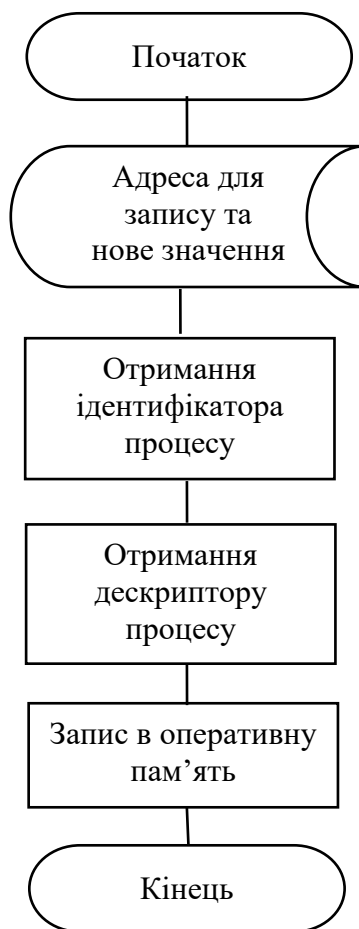 Початок
Адреса для
запису та
нове значення
Отримання
ідентифікатора
процесу
Отримання
дескриптору
процесу
Запис в оперативну
пам’ять
Кінець